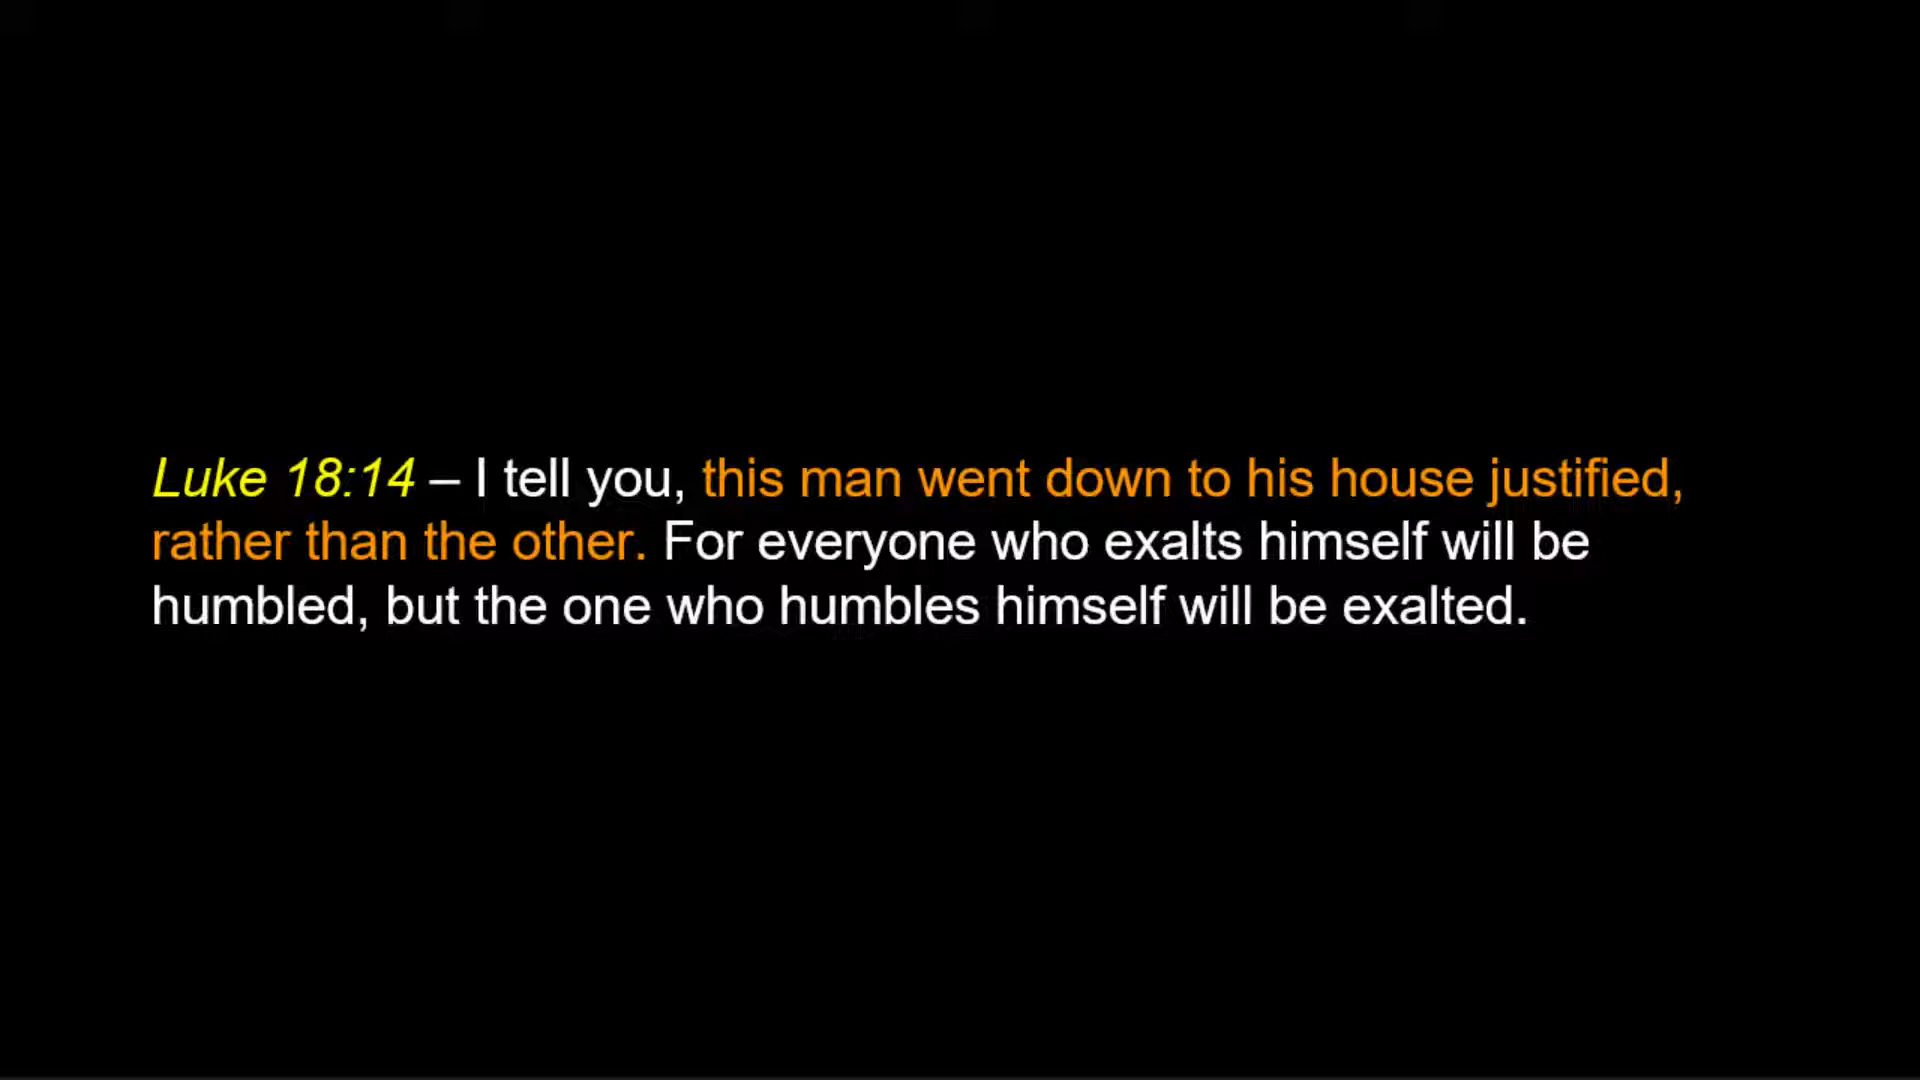 Luke 18:14 – I tell you, this man went down to his house justified,
rather than the other. For everyone who exalts himself will be
humbled, but the one who humbles himself will be exalted.